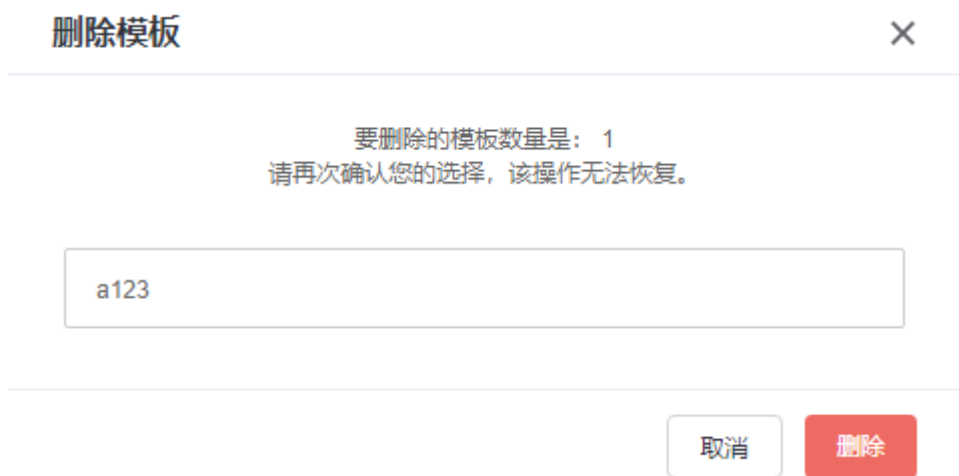 删除模板
要删除的模板数量是： 1
请再次确认您的选择，该操作无法恢复。
a123
取消 删除